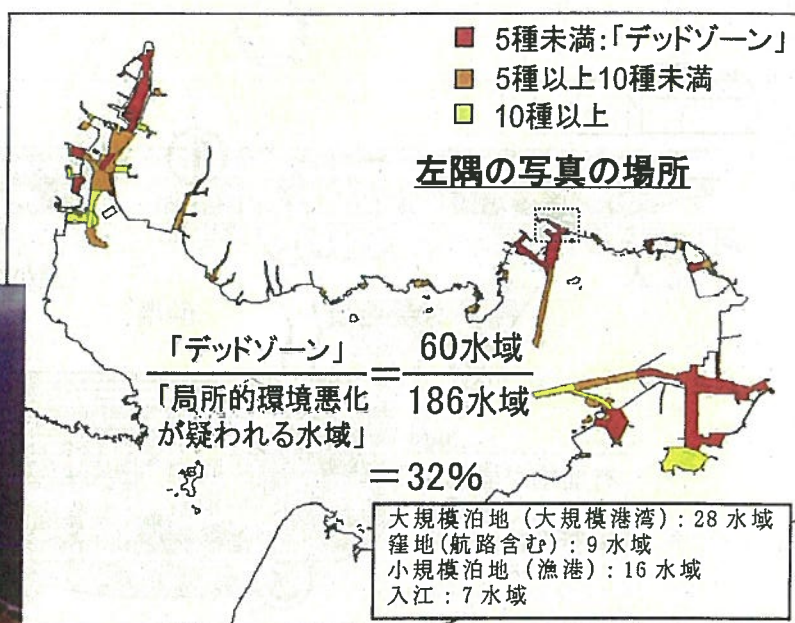 5種未満:「デッドゾーン」
5種以上10種未満
10種以上
左隅の写真の場所
「デッドゾーン」
「局所的環境悪化
が疑われる水域」
=
60水域
186水域
=32%
大規模泊地(大規模港湾):28水域
窪地(航路含む):9水域
小規模泊地(漁港):16水域
入江:7水域